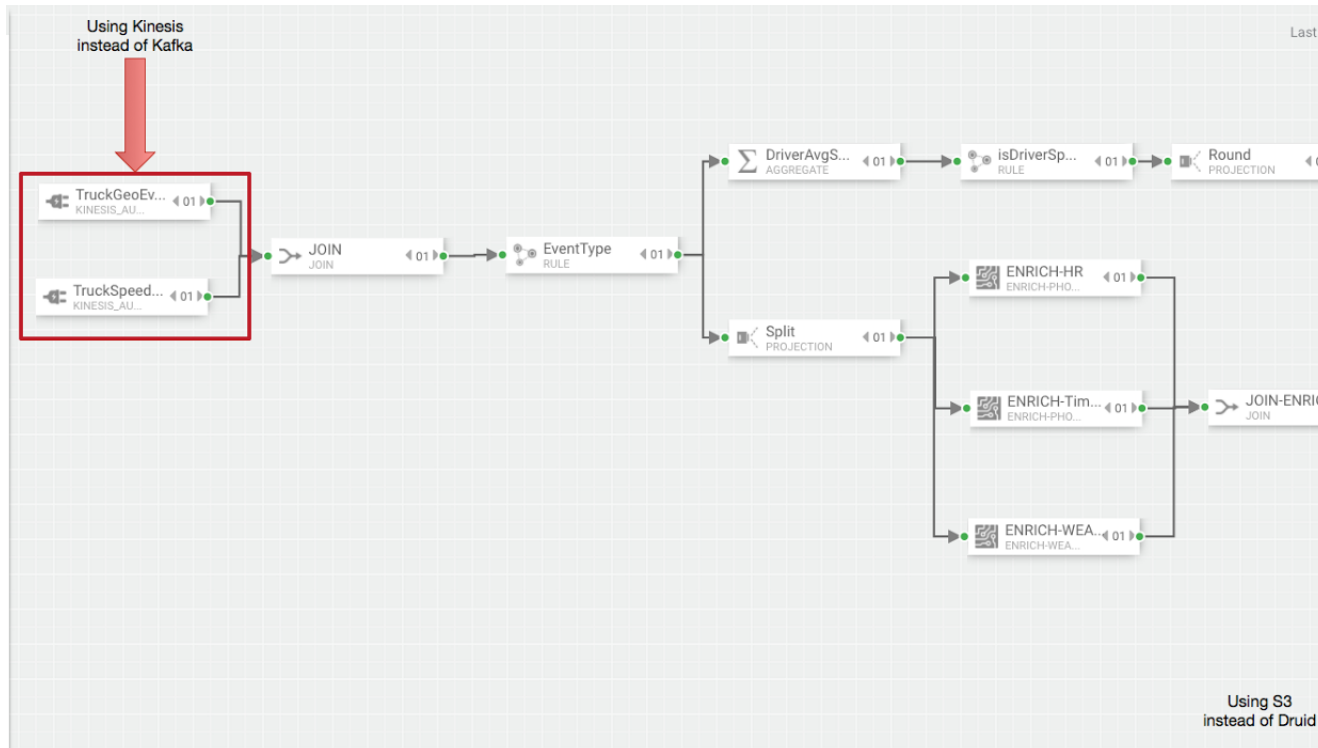 Using Kinesis
instead of Kafka
Last
TruckGeoEv...
KINESIS_AU...
01
TruckSpeed...
KINESIS_AU...
01
JOIN
JOIN
01
EventType
RULE
01
DriverAvgS...
AGGREGATE
01
isDriverSp...
RULE
01
Round
PROJECTION
Split
PROJECTION
01
ENRICH-HR
ENRICH-PHO...
01
ENRICH-Tim...
ENRICH-PHO...
01
ENRICH-WEA...
ENRICH-WEA...
01
JOIN-ENRIC
JOIN
Using S3
instead of Druid